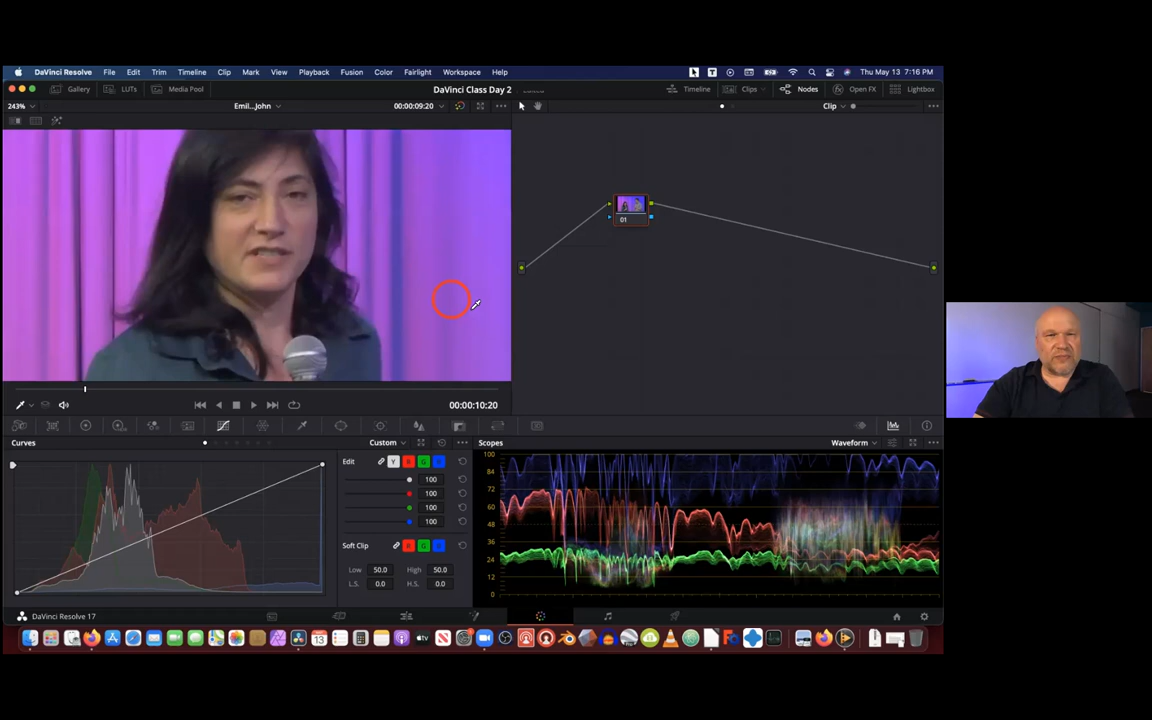 DaVinci Resolve File Edit Trim Timeline Clip Mark View Playback Fusion Color Fairlight Workspace Help Thu May 13 7:16 PM
Gallery LUTs Media Pool DaVinci Class Day 2 Timeline Clips Nodes Open FX Lightbox
243% Emil...John 00:00:09:20 Clip
01
00:00:10:20
Curves Custom Scopes Waveform
Edit Y R G
100
100
100
100
Soft Clip R G
Low 50.0 High 50.0
L.S. 0.0 H.S. 0.0
100
84
72
60
48
36
24
12
0
DaVinci Resolve 17